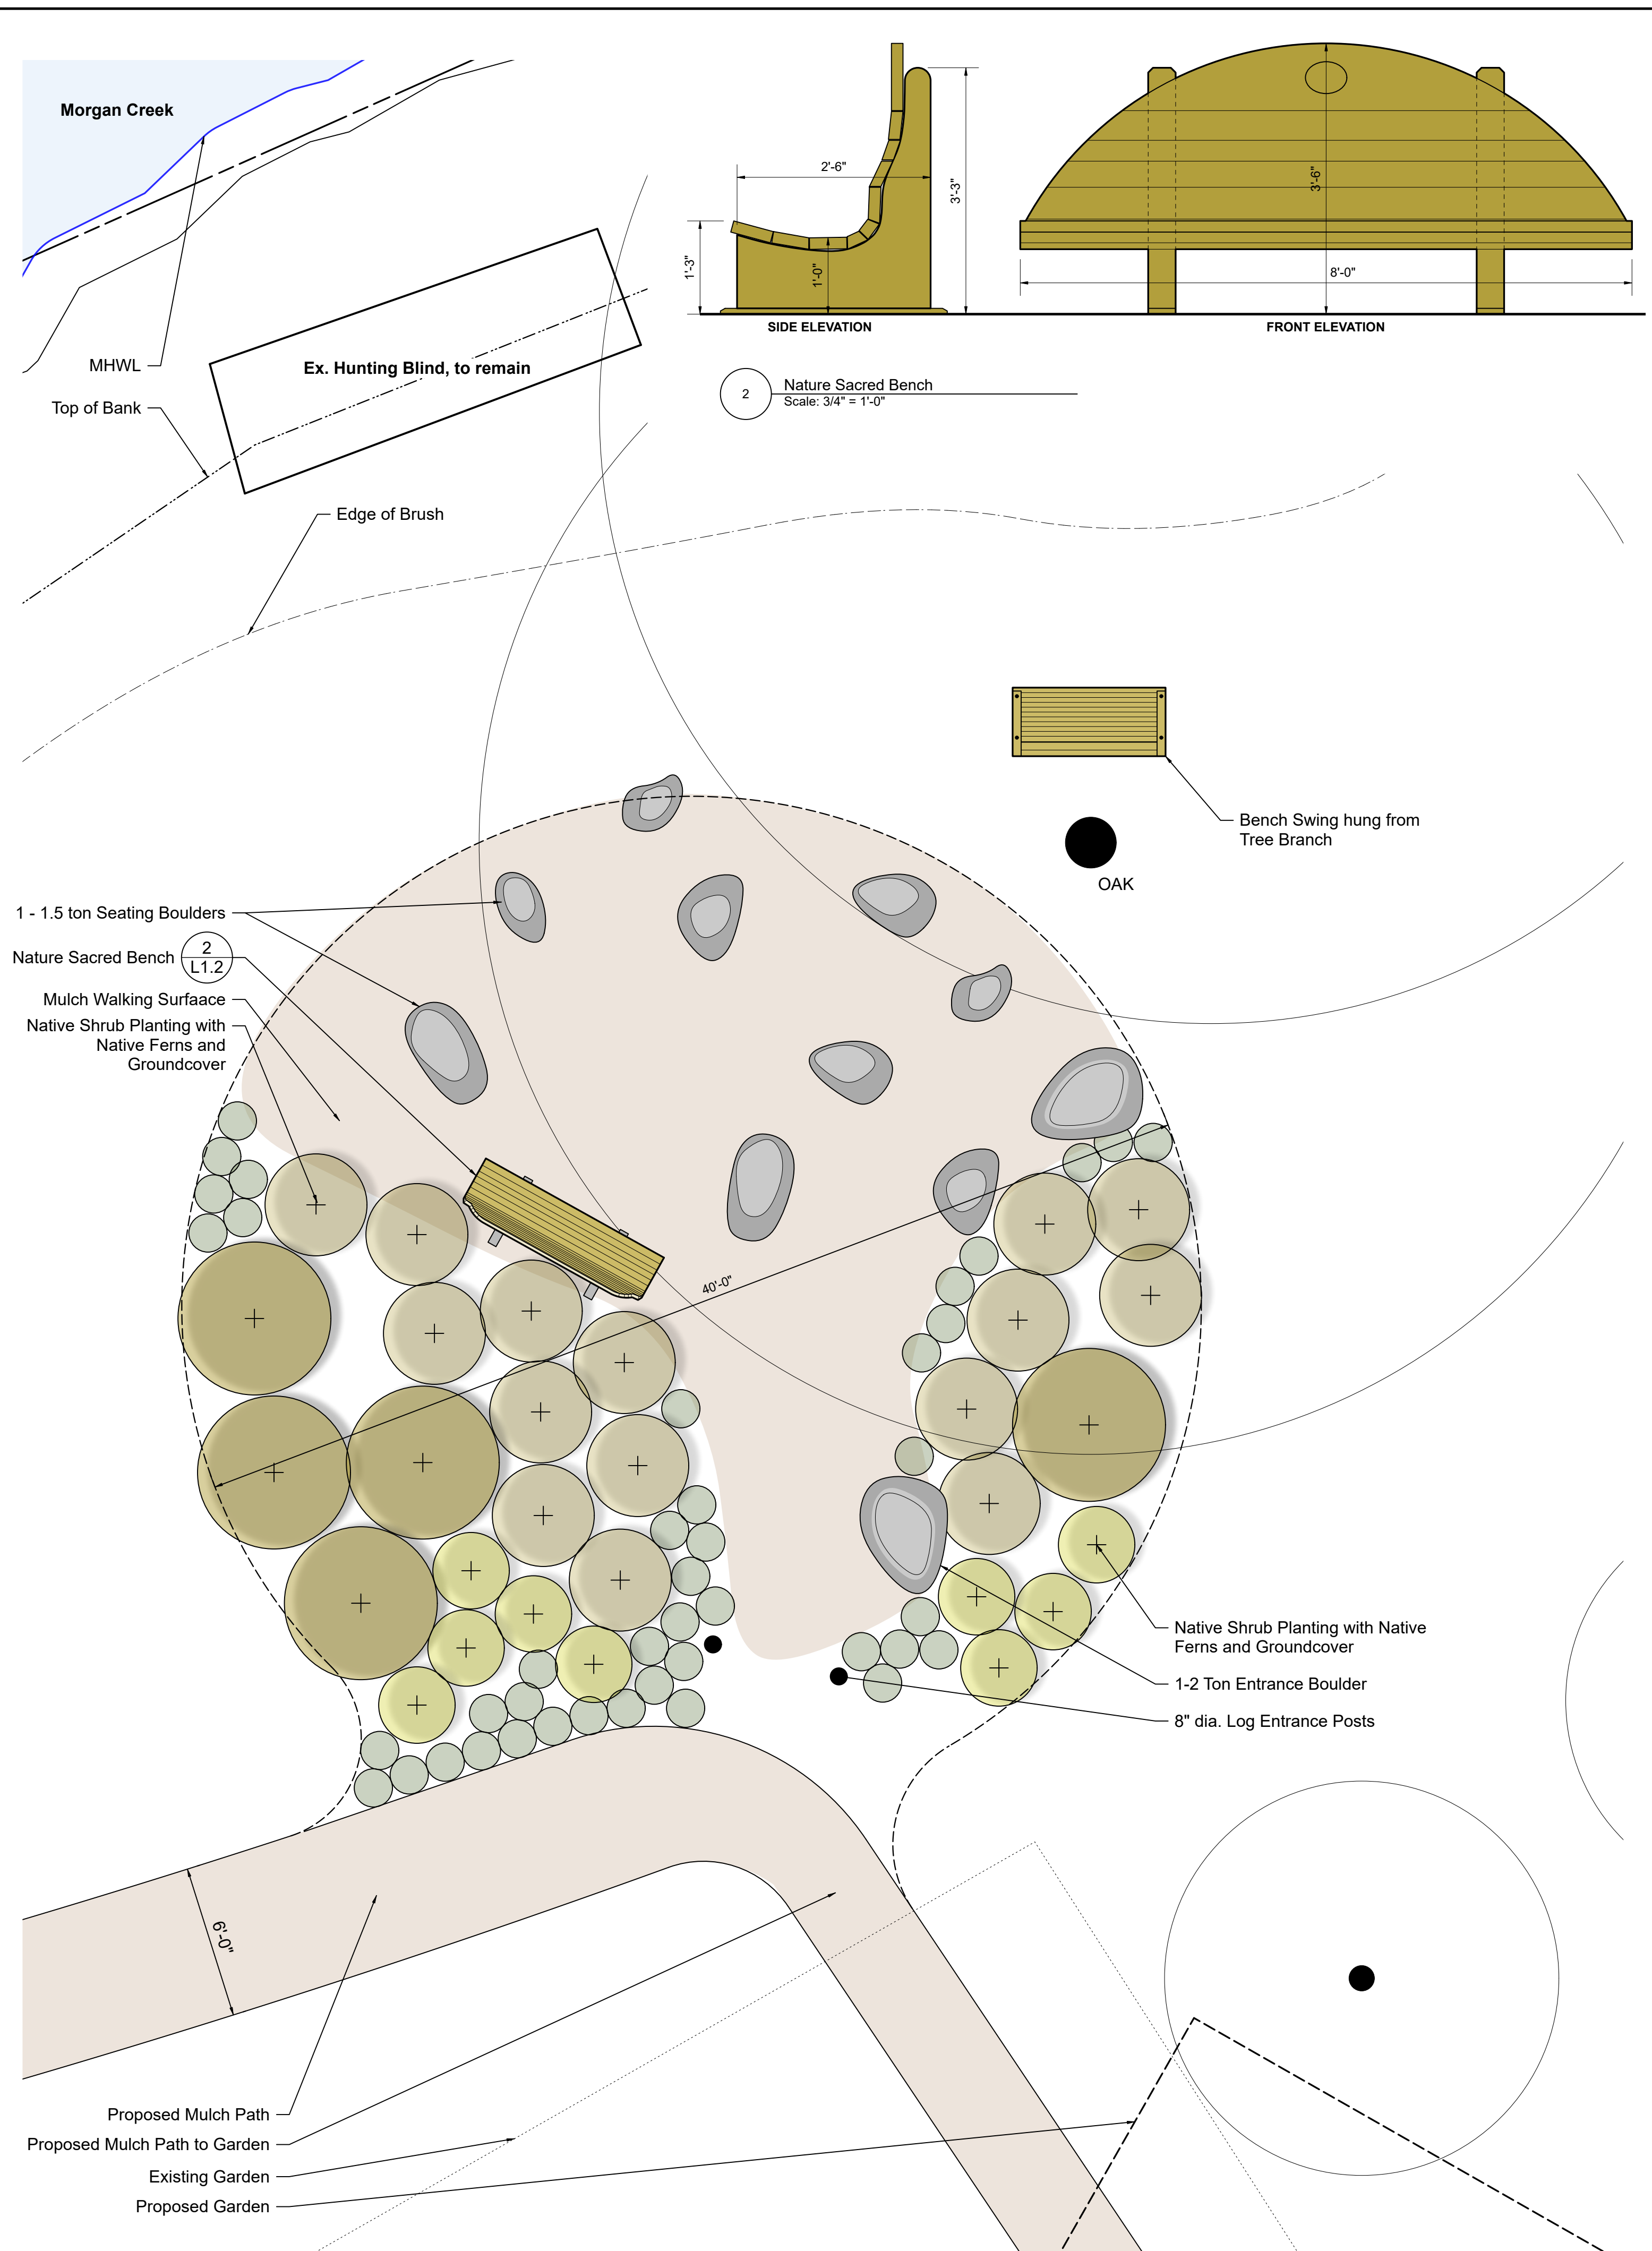 Morgan Creek
2'-6"
3'-3"
1'-3"
1'-0"
SIDE ELEVATION
3'-6"
8'-0"
FRONT ELEVATION
2
Nature Sacred Bench
Scale: 3/4" = 1'-0"
MHWL
Ex. Hunting Blind, to remain
Top of Bank
Edge of Brush
Bench Swing hung from
Tree Branch
OAK
1 - 1.5 ton Seating Boulders
Nature Sacred Bench
2
L1.2
Mulch Walking Surfaace
Native Shrub Planting with
Native Ferns and
Groundcover
40'-0"
Native Shrub Planting with Native
Ferns and Groundcover
1-2 Ton Entrance Boulder
8" dia. Log Entrance Posts
6'-0"
Proposed Mulch Path
Proposed Mulch Path to Garden
Existing Garden
Proposed Garden